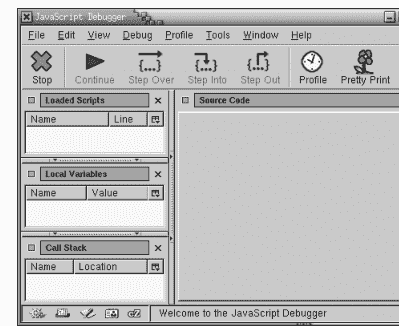 JavaScript Debugger
File Edit View Debug Profile Tools Window Help
Stop Continue Step Over Step Into Step Out Profile Pretty Print
Loaded Scripts
Name Line
Local Variables
Name Value
Call Stack
Name Location
Source Code
Welcome to the JavaScript Debugger